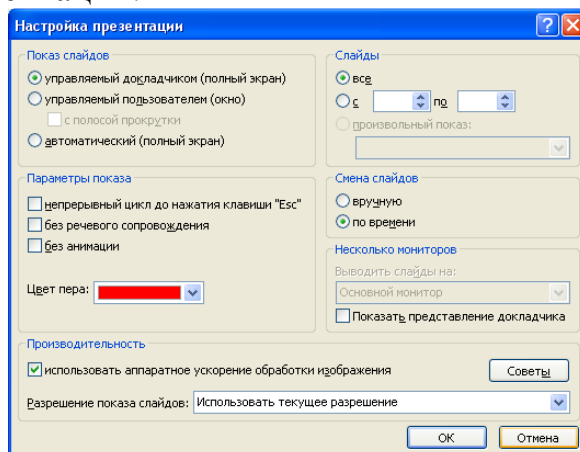 Настройка презентации
Показ слайдов
управляемый докладчиком (полный экран)
управляемый пользователем (окно)
с полосой прокрутки
автоматический (полный экран)
Слайды
все
с по
произвольный показ:
Параметры показа
непрерывный цикл до нажатия клавиши "Esc"
без речевого сопровождения
без анимации
Цвет пера:
Смена слайдов
вручную
по времени
Несколько мониторов
Выводить слайды на:
Основной монитор
Показать представление докладчика
Производительность
использовать аппаратное ускорение обработки изображения
Советы
Разрешение показа слайдов: Использовать текущее разрешение
ОК Отмена